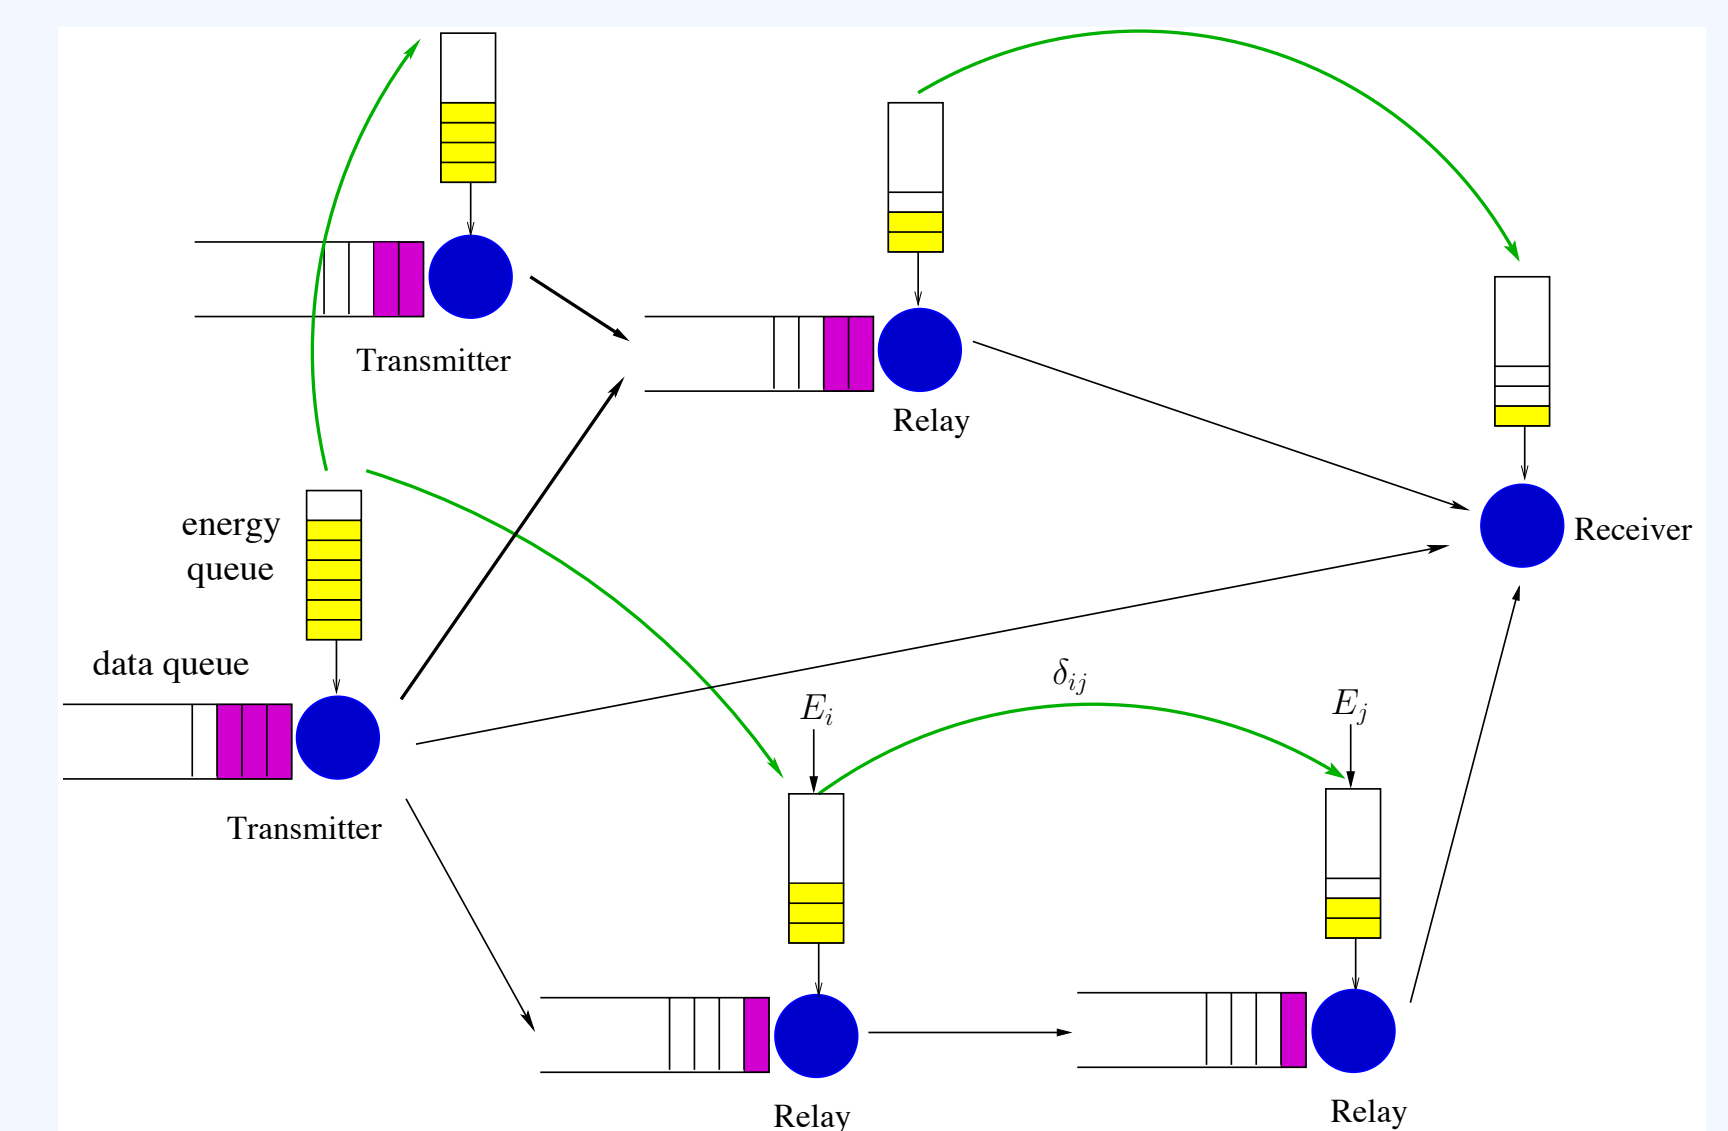 Transmitter
Relay
energy
queue
Receiver
data queue
δij
Ei
Ej
Transmitter
Relay
Relay